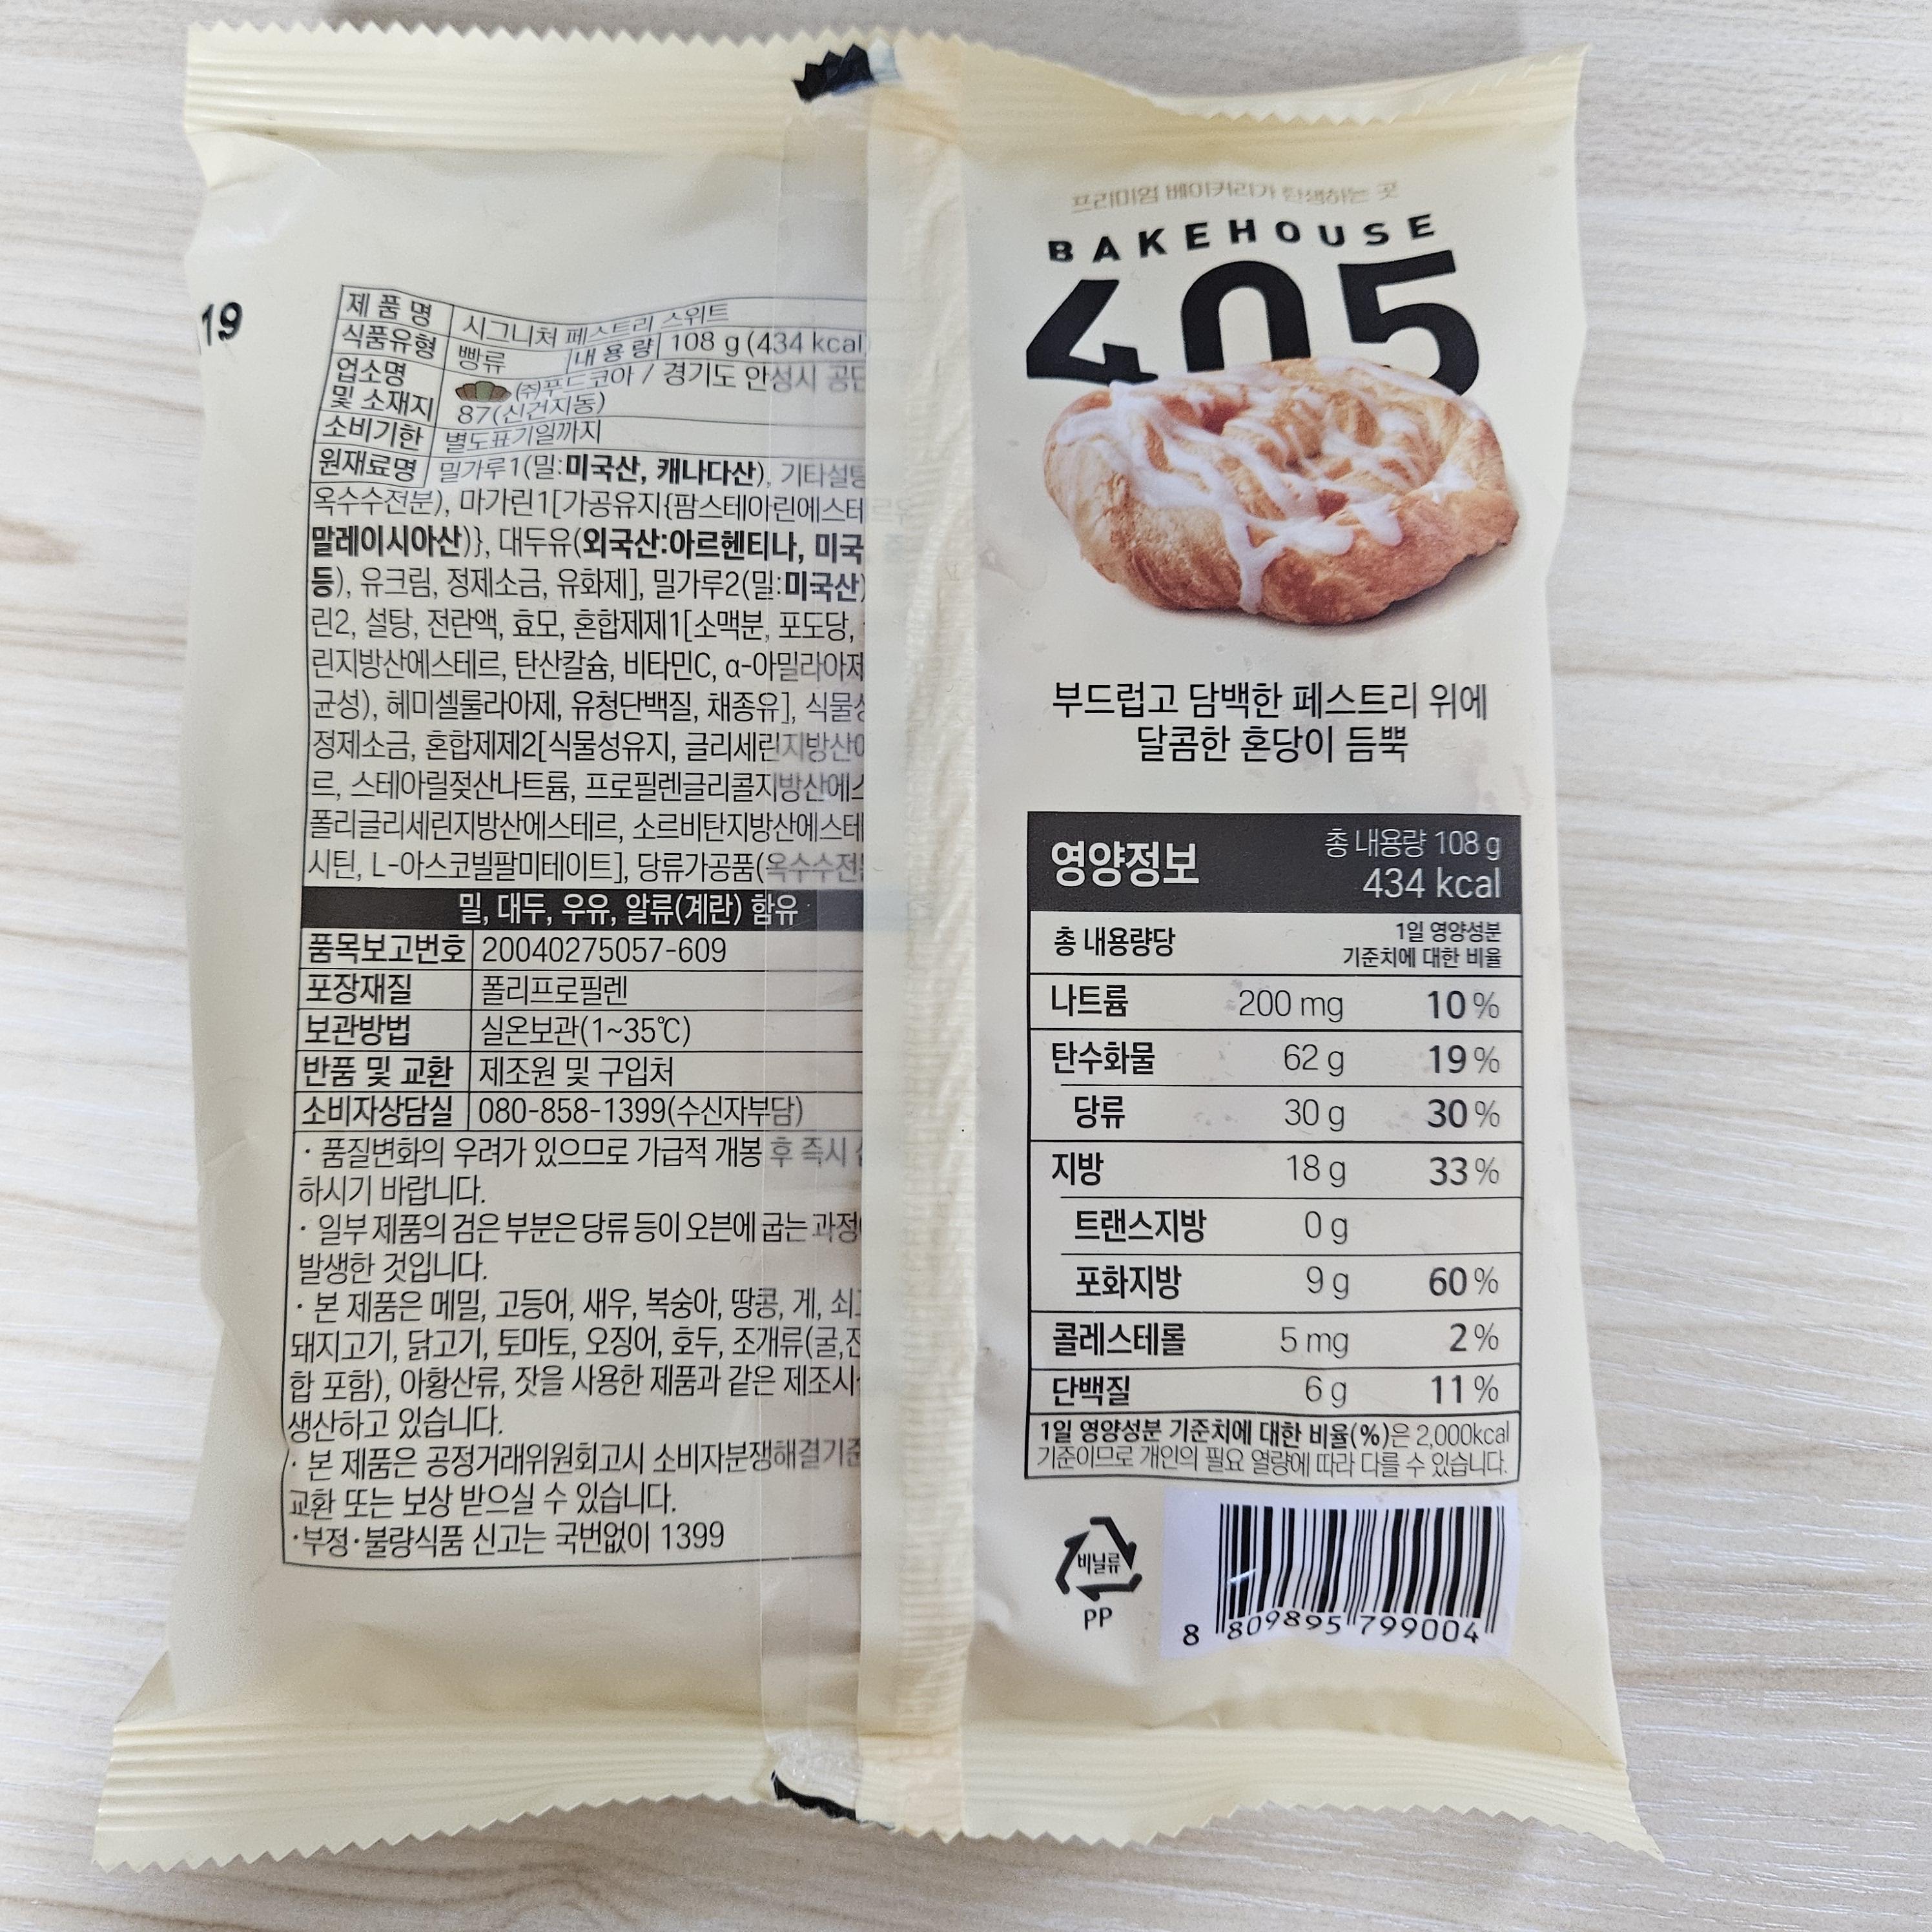 19
제품명 시그니처 페스트리 스위트
식품유형 빵류 내용량 108 g (434 kcal)
업소명 및 소재지 ㈜푸드코아 / 경기도 안성시 공단
87(신건지동)
소비기한 별도표기일까지
원재료명 밀가루1(밀:미국산, 캐나다산), 기타설탕
옥수수전분), 마가린1[가공유지{팜스테아린에스테르유
말레이시아산)}, 대두유(외국산:아르헨티나, 미국
등), 유크림, 정제소금, 유화제], 밀가루2(밀:미국산)
린2, 설탕, 전란액, 효모, 혼합제제1[소맥분, 포도당,
린지방산에스테르, 탄산칼슘, 비타민C, α-아밀라아제
균성), 헤미셀룰라아제, 유청단백질, 채종유], 식물성
정제소금, 혼합제제2[식물성유지, 글리세린지방산에
르, 스테아릴젖산나트륨, 프로필렌글리콜지방산에스
폴리글리세린지방산에스테르, 소르비탄지방산에스테
시틴, L-아스코빌팔미테이트], 당류가공품(옥수수전분
밀, 대두, 우유, 알류(계란) 함유
품목보고번호 20040275057-609
포장재질 폴리프로필렌
보관방법 실온보관(1~35℃)
반품 및 교환 제조원 및 구입처
소비자상담실 080-858-1399(수신자부담)
· 품질변화의 우려가 있으므로 가급적 개봉 후 즉시
하시기 바랍니다.
· 일부 제품의 검은 부분은 당류 등이 오븐에 굽는 과정
발생한 것입니다.
· 본 제품은 메밀, 고등어, 새우, 복숭아, 땅콩, 게, 쇠
돼지고기, 닭고기, 토마토, 오징어, 호두, 조개류(굴,전
합 포함), 아황산류, 잣을 사용한 제품과 같은 제조시
생산하고 있습니다.
· 본 제품은 공정거래위원회고시 소비자분쟁해결기준
교환 또는 보상 받으실 수 있습니다.
·부정·불량식품 신고는 국번없이 1399
프리미엄 베이커리가 탄생하는 곳
BAKEHOUSE
405
부드럽고 담백한 페스트리 위에
달콤한 혼당이 듬뿍
영양정보 총 내용량 108 g
434 kcal
총 내용량당 1일 영양성분
기준치에 대한 비율
나트륨 200 mg 10 %
탄수화물 62 g 19 %
당류 30 g 30 %
지방 18 g 33 %
트랜스지방 0 g
포화지방 9 g 60 %
콜레스테롤 5 mg 2 %
단백질 6 g 11 %
1일 영양성분 기준치에 대한 비율(%)은 2,000kcal
기준이므로 개인의 필요 열량에 따라 다를 수 있습니다.
비닐류
PP
8 809895 799004